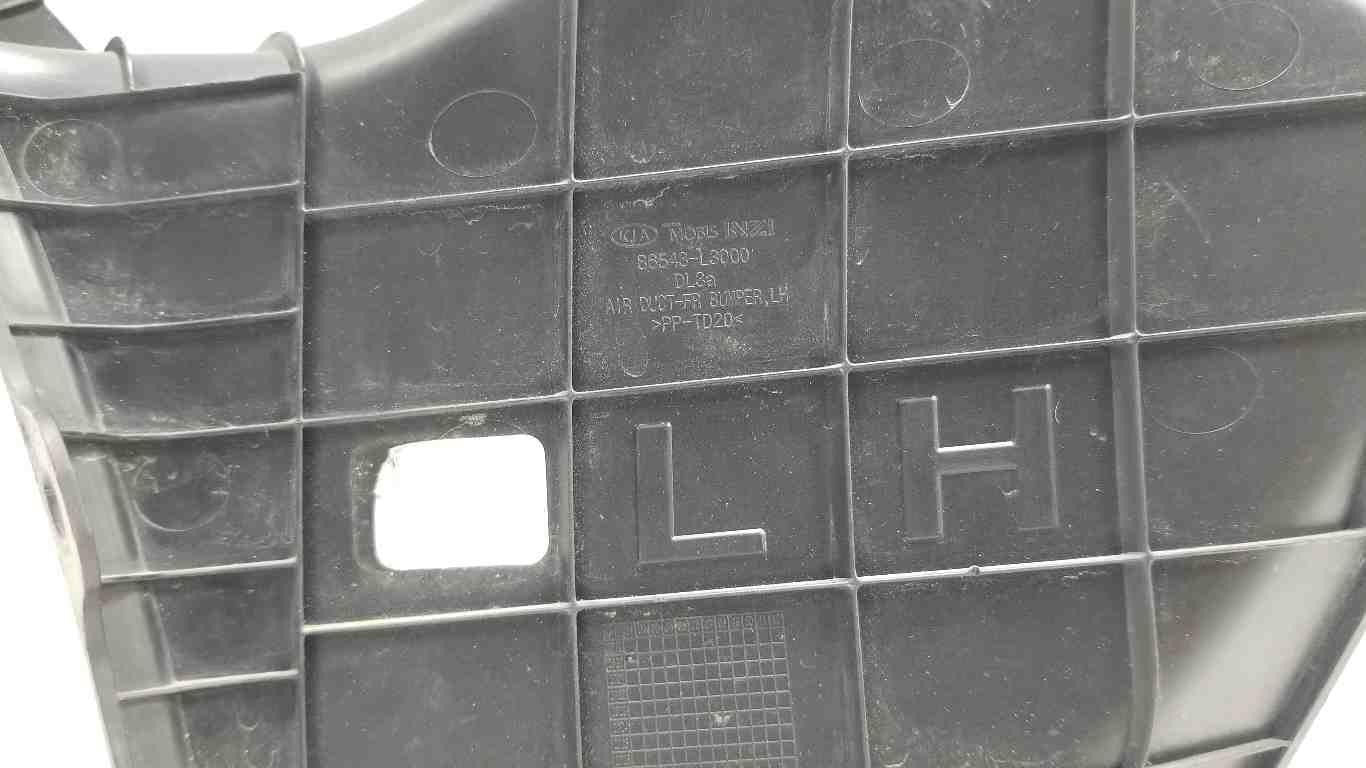 KIA MOBIS INZI
86543-L3000
DL3a
AIR DUCT-FR BUMPER,LH
>PP-TD20<
L H